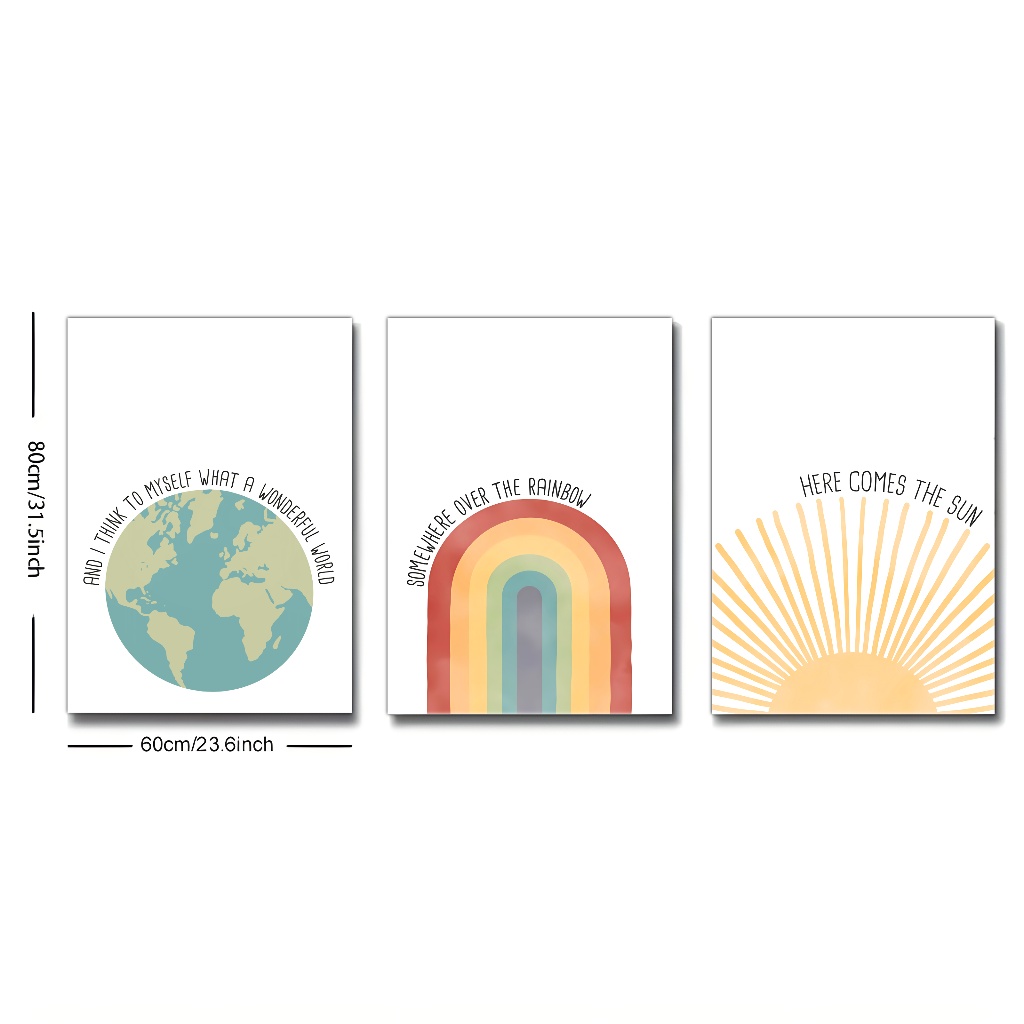 AND I THINK TO MYSELF WHAT A WONDERFUL WORLD
SOMEWHERE OVER THE RAINBOW
HERE COMES THE SUN
80cm/31.5inch
60cm/23.6inch